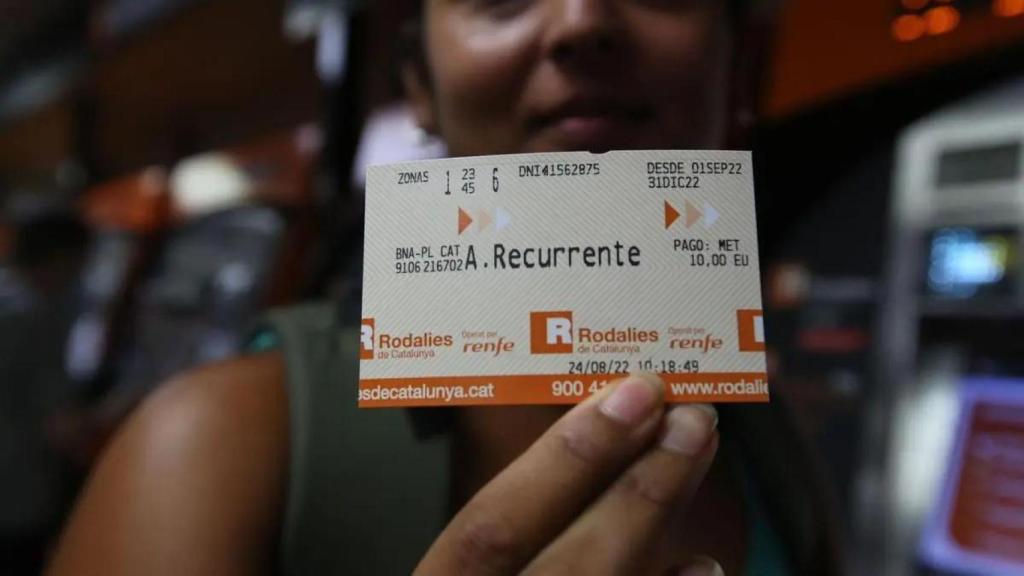 ZONAS 1 23 6 DNI41562875 DESDE 01SEP22
45 31DIC22
BNA-PL CAT A.Recurrente PAGO: MET
9106 216702 10,00 EU
R Rodalies Operat per R Rodalies Operat per
de Catalunya renfe de Catalunya renfe
24/08/22 10:18:49
esdecatalunya.cat 900 41 www.rodalie